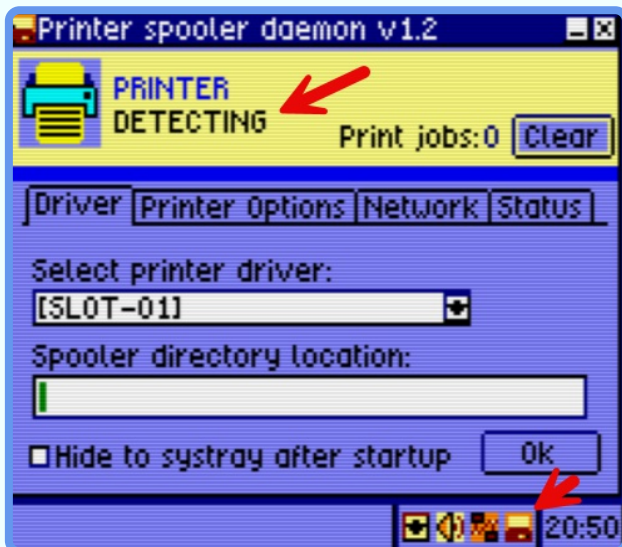 Printer spooler daemon v1.2
PRINTER
DETECTING
Print jobs:0 Clear
Driver Printer Options Network Status
Select printer driver:
[SLOT-01]
Spooler directory location:
Hide to systray after startup Ok
20:50